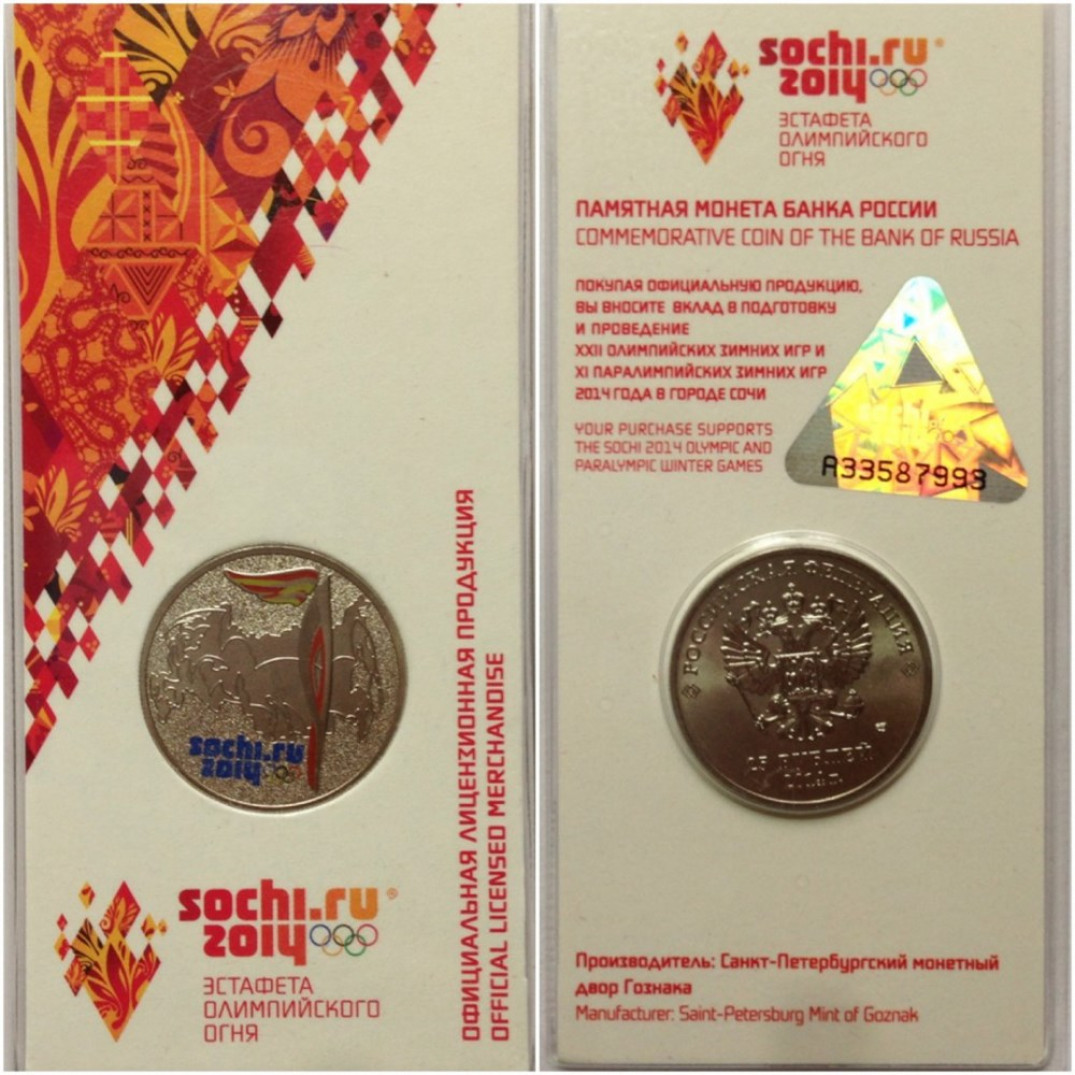 sochi.ru
2014
sochi.ru
2014
ЭСТАФЕТА
ОЛИМПИЙСКОГО
ОГНЯ
ОФИЦИАЛЬНАЯ ЛИЦЕНЗИОННАЯ ПРОДУКЦИЯ
OFFICIAL LICENSED MERCHANDISE
sochi.ru
2014
ЭСТАФЕТА
ОЛИМПИЙСКОГО
ОГНЯ
ПАМЯТНАЯ МОНЕТА БАНКА РОССИИ
COMMEMORATIVE COIN OF THE BANK OF RUSSIA
ПОКУПАЯ ОФИЦИАЛЬНУЮ ПРОДУКЦИЮ,
ВЫ ВНОСИТЕ ВКЛАД В ПОДГОТОВКУ
И ПРОВЕДЕНИЕ
XXII ОЛИМПИЙСКИХ ЗИМНИХ ИГР И
XI ПАРАЛИМПИЙСКИХ ЗИМНИХ ИГР
2014 ГОДА В ГОРОДЕ СОЧИ
YOUR PURCHASE SUPPORTS
THE SOCHI 2014 OLYMPIC AND
PARALYMPIC WINTER GAMES
A33587993
РОССИЙСКАЯ ФЕДЕРАЦИЯ
25 РУБЛЕЙ
Производитель: Санкт-Петербургский монетный
двор Гознака
Manufacturer: Saint-Petersburg Mint of Goznak